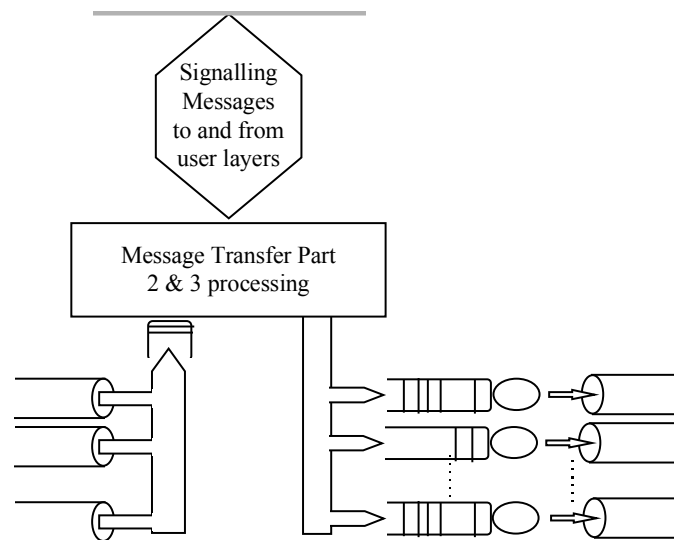 Signalling
Messages
to and from
user layers
Message Transfer Part
2 & 3 processing